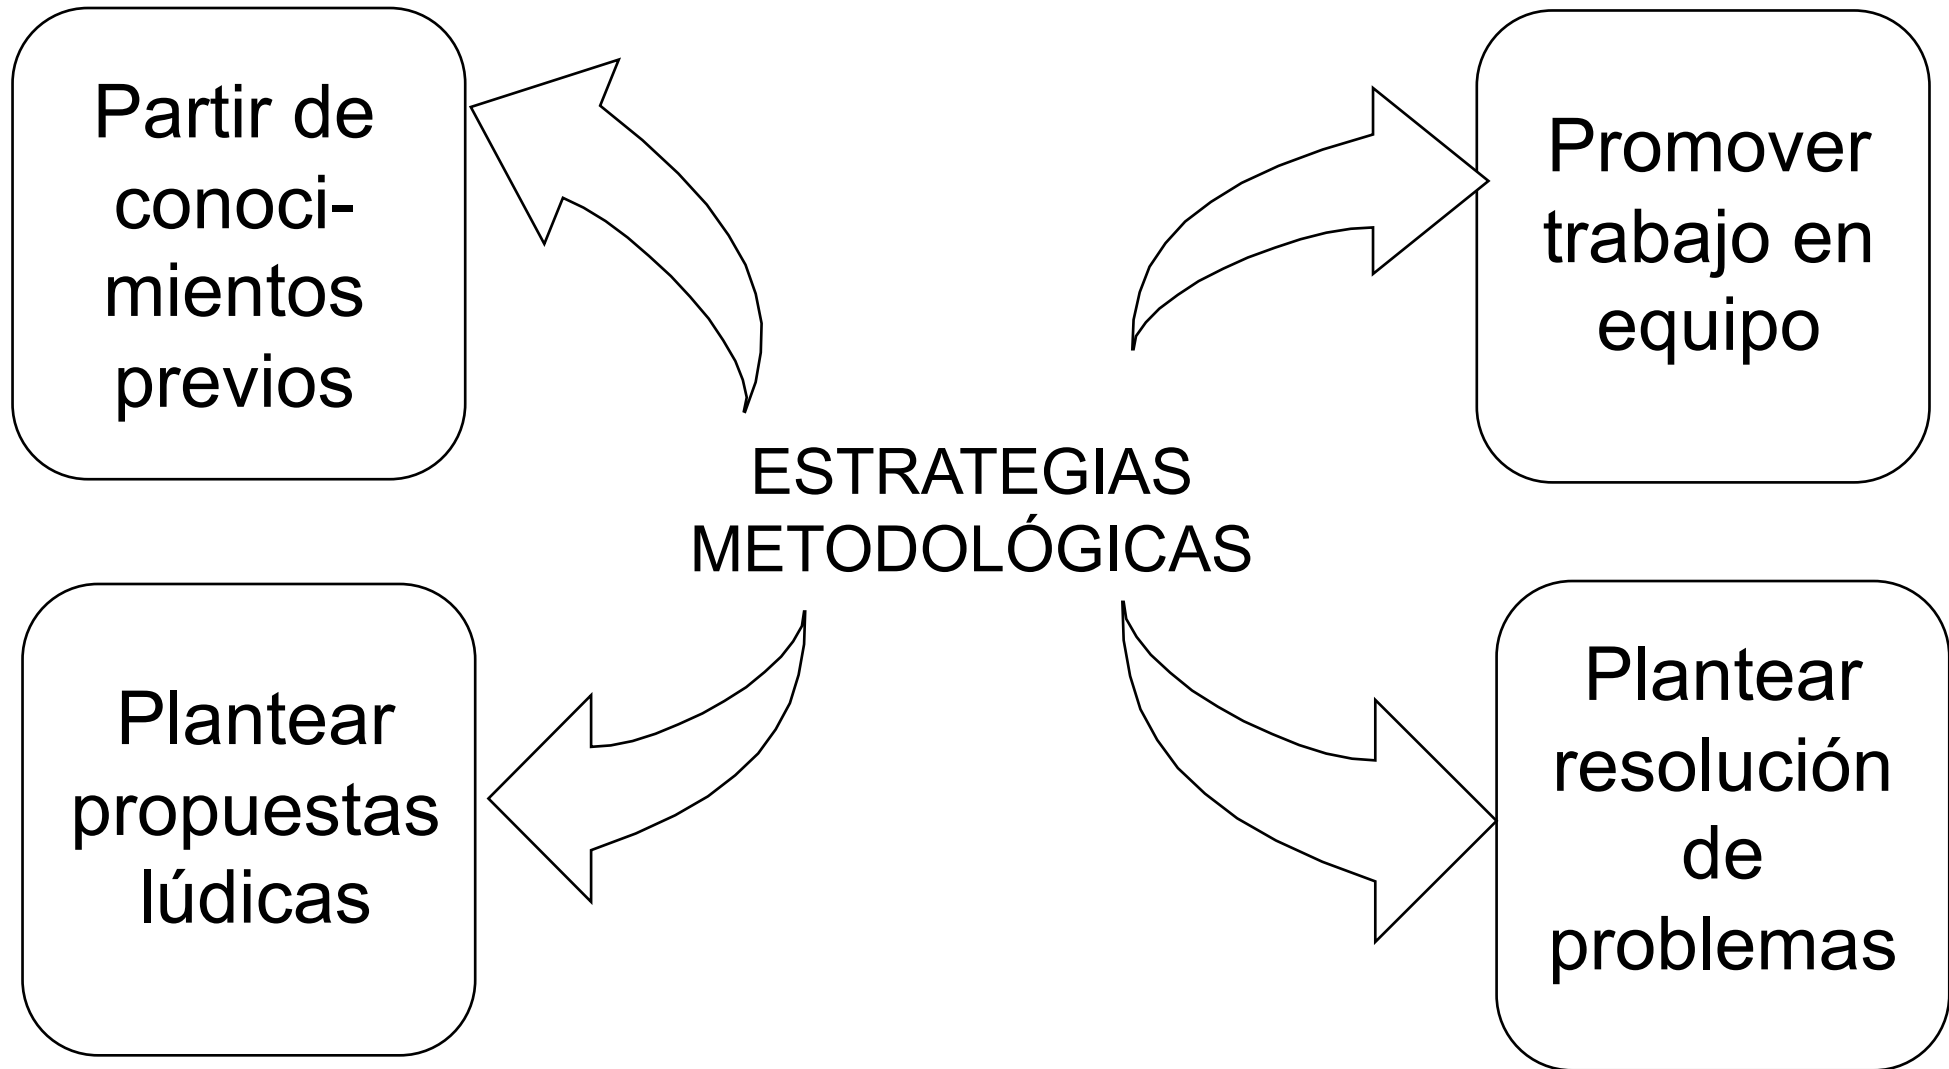 Partir de
conoci-
mientos
previos
Promover
trabajo en
equipo
ESTRATEGIAS
METODOLÓGICAS
Plantear
propuestas
lúdicas
Plantear
resolución
de
problemas